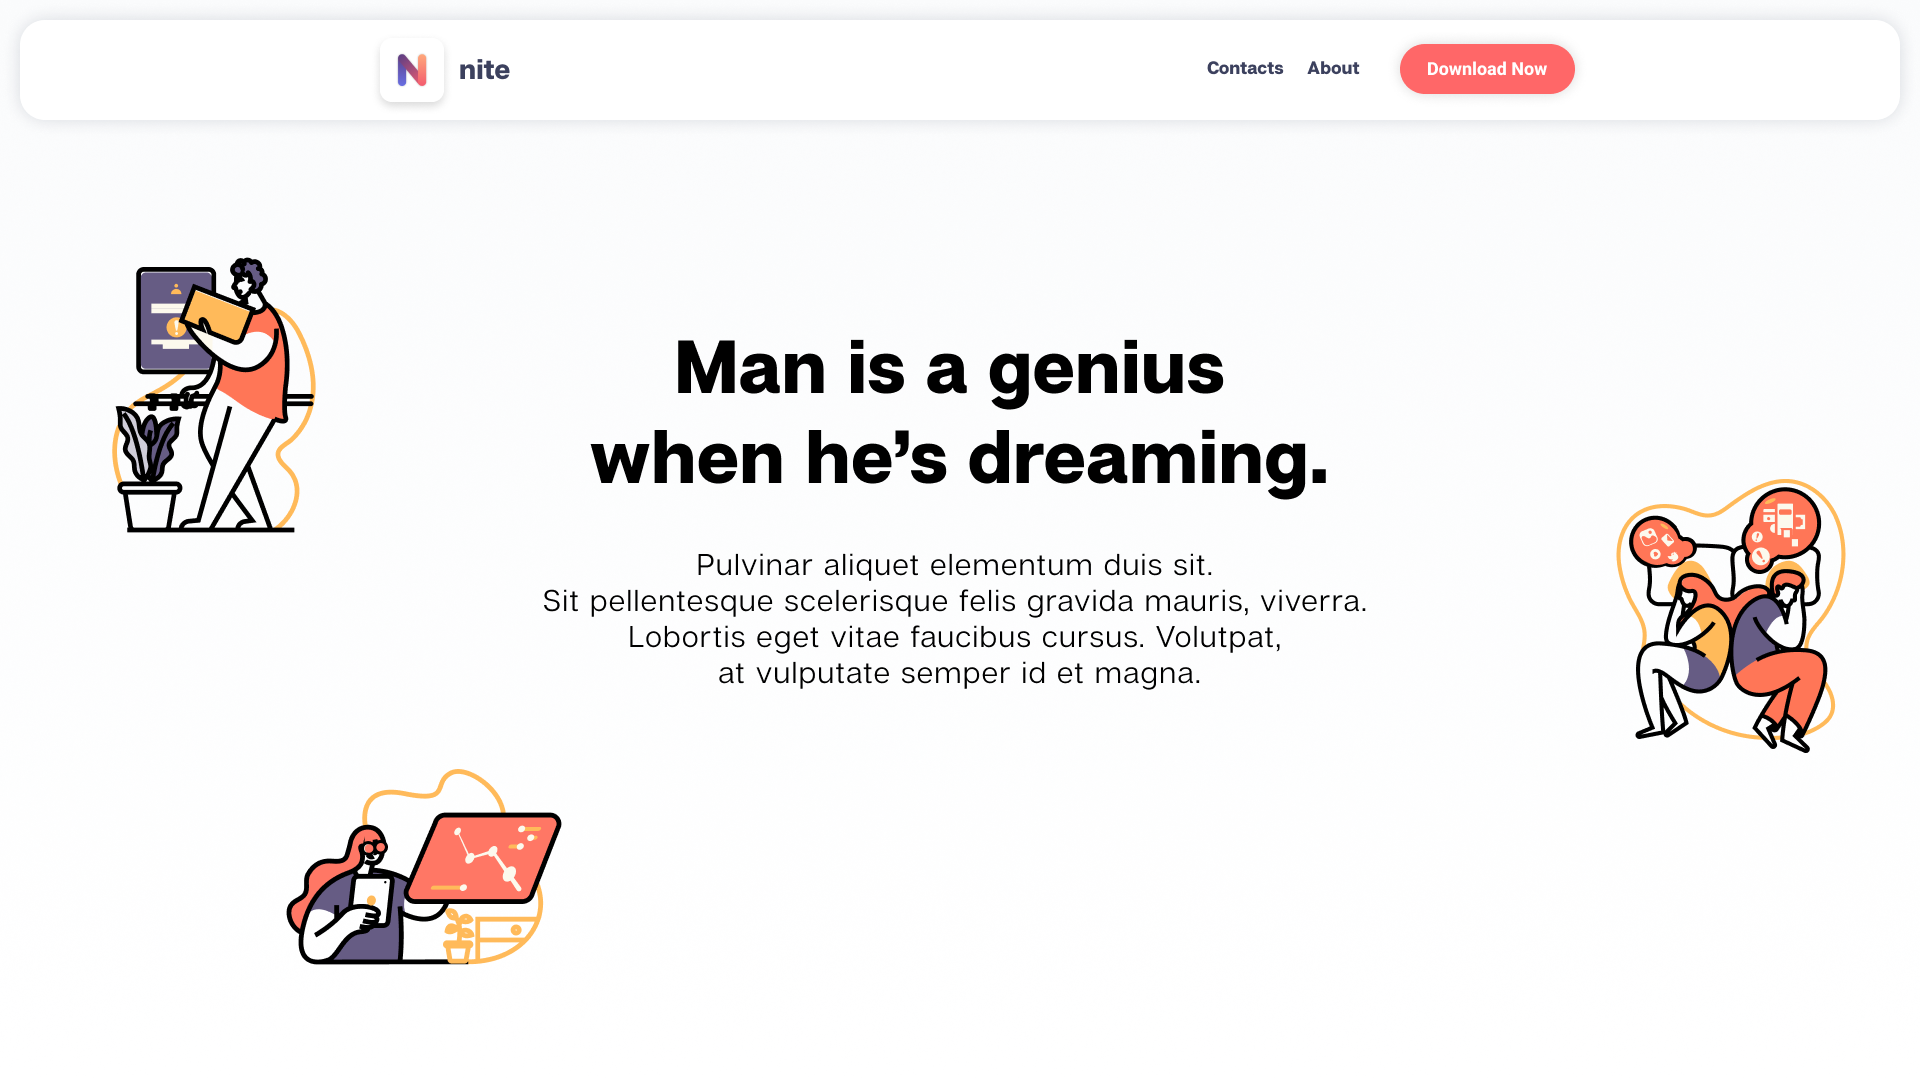 N nite
Contacts About Download Now
Man is a genius
when he’s dreaming.
Pulvinar aliquet elementum duis sit.
Sit pellentesque scelerisque felis gravida mauris, viverra.
Lobortis eget vitae faucibus cursus. Volutpat,
at vulputate semper id et magna.